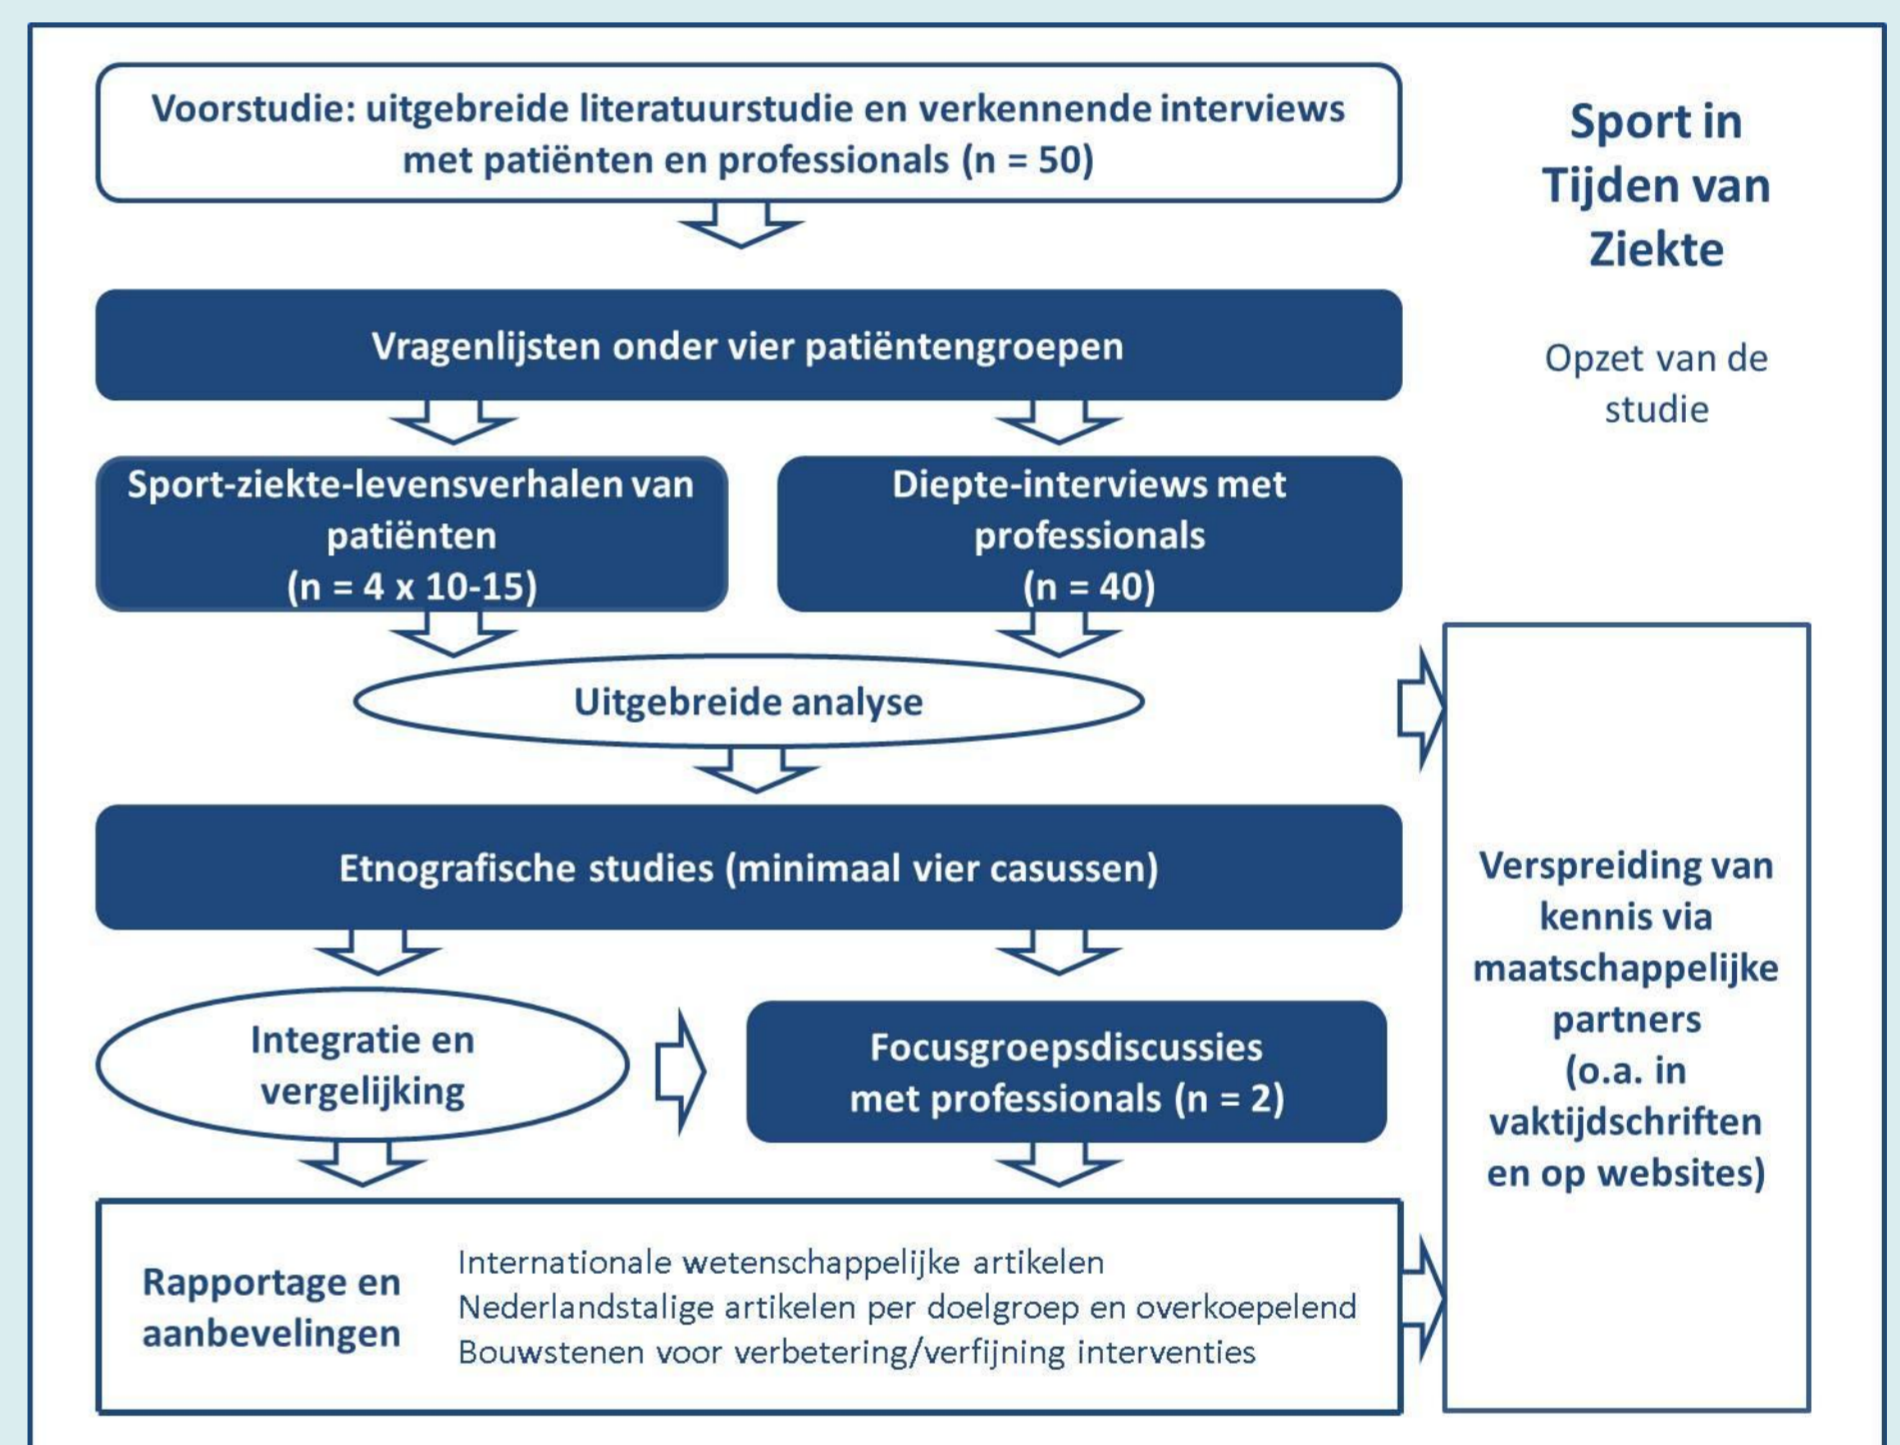 Voorstudie: uitgebreide literatuurstudie en verkennende interviews
met patiënten en professionals (n = 50)
Sport in
Tijden van
Ziekte
Opzet van de
studie
Vragenlijsten onder vier patiëntengroepen
Sport-ziekte-levensverhalen van
patiënten
(n = 4 x 10-15)
Diepte-interviews met
professionals
(n = 40)
Uitgebreide analyse
Etnografische studies (minimaal vier casussen)
Integratie en
vergelijking
Focusgroepsdiscussies
met professionals (n = 2)
Rapportage en
aanbevelingen
Internationale wetenschappelijke artikelen
Nederlandstalige artikelen per doelgroep en overkoepelend
Bouwstenen voor verbetering/verfijning interventies
Verspreiding van
kennis via
maatschappelijke
partners
(o.a. in
vaktijdschriften
en op websites)